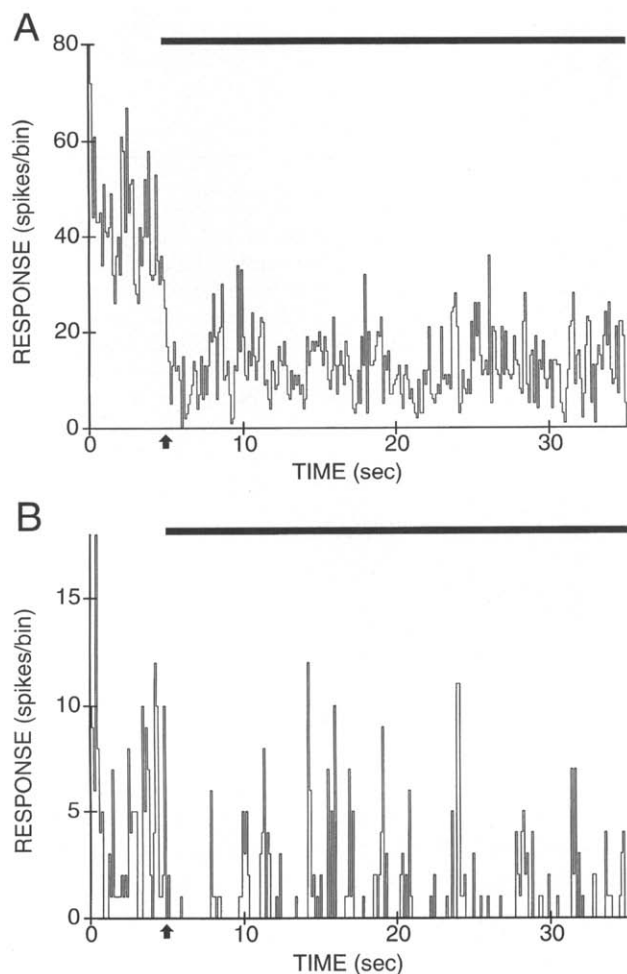 A
80
60
40
20
0
RESPONSE (spikes/bin)
0 10 20 30
TIME (sec)
B
15
10
5
0
RESPONSE (spikes/bin)
0 10 20 30
TIME (sec)